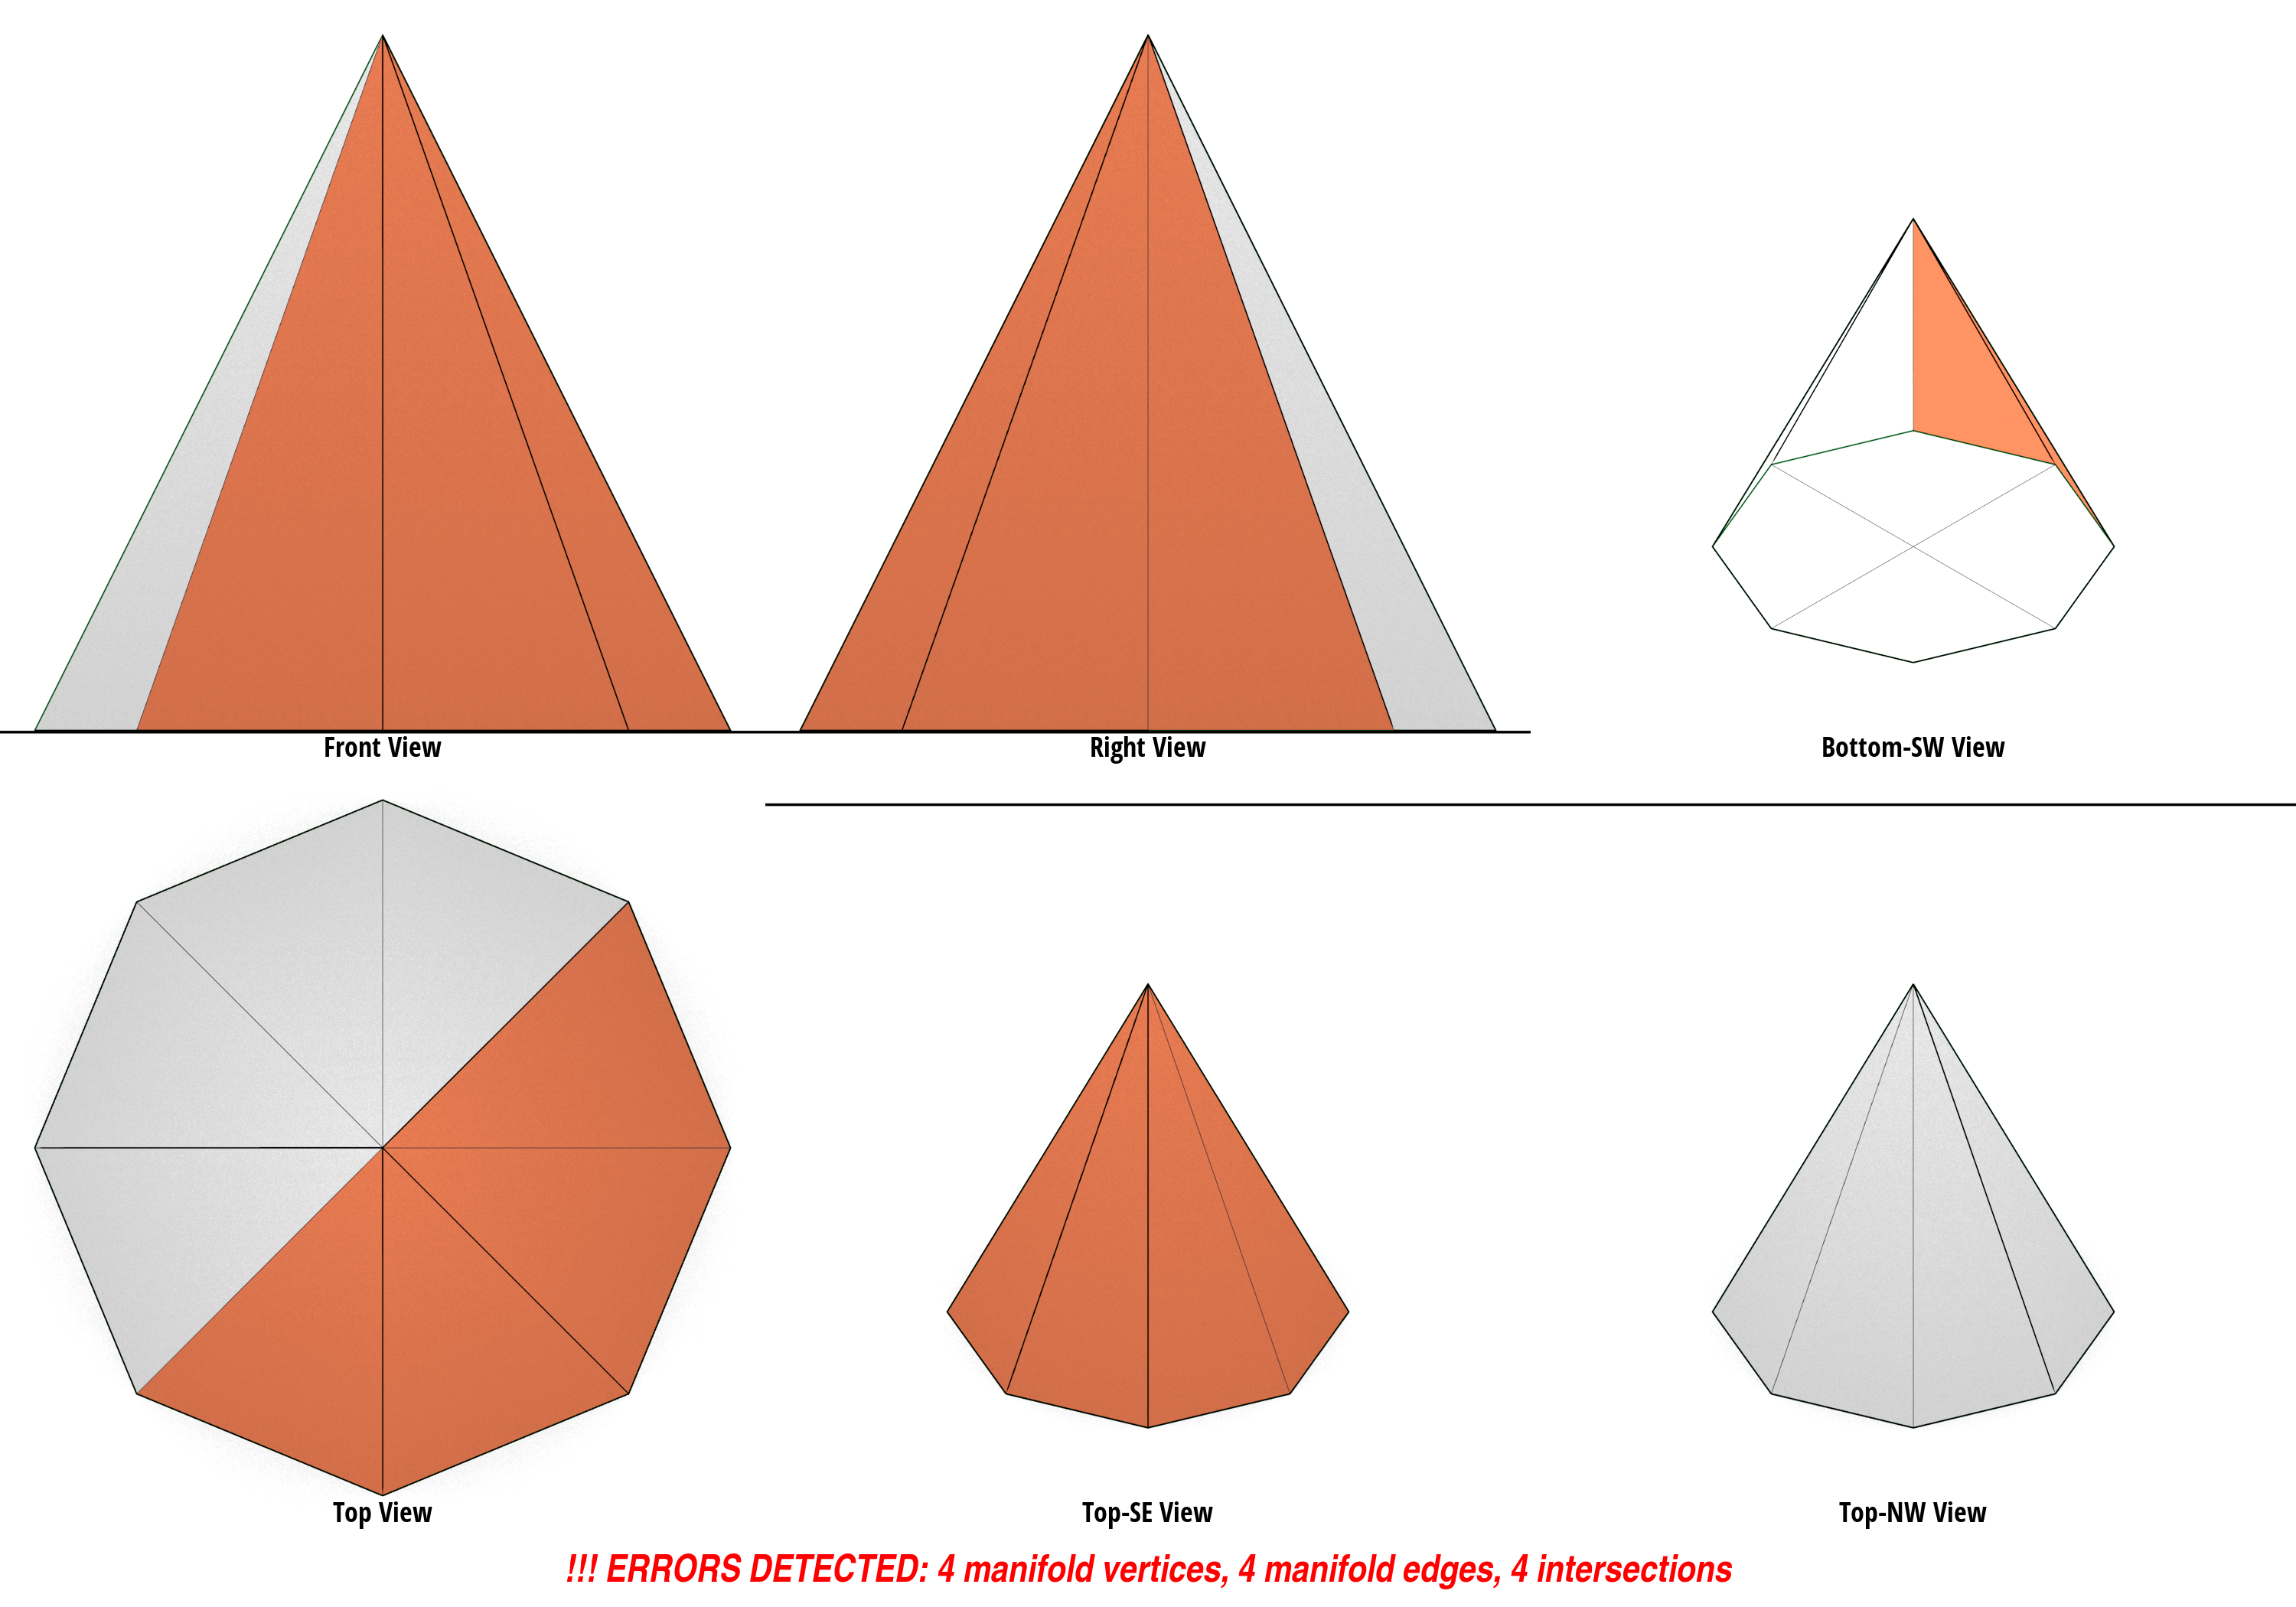 Front View
Right View
Bottom-SW View
Top View
Top-SE View
Top-NW View
!!! ERRORS DETECTED: 4 manifold vertices, 4 manifold edges, 4 intersections